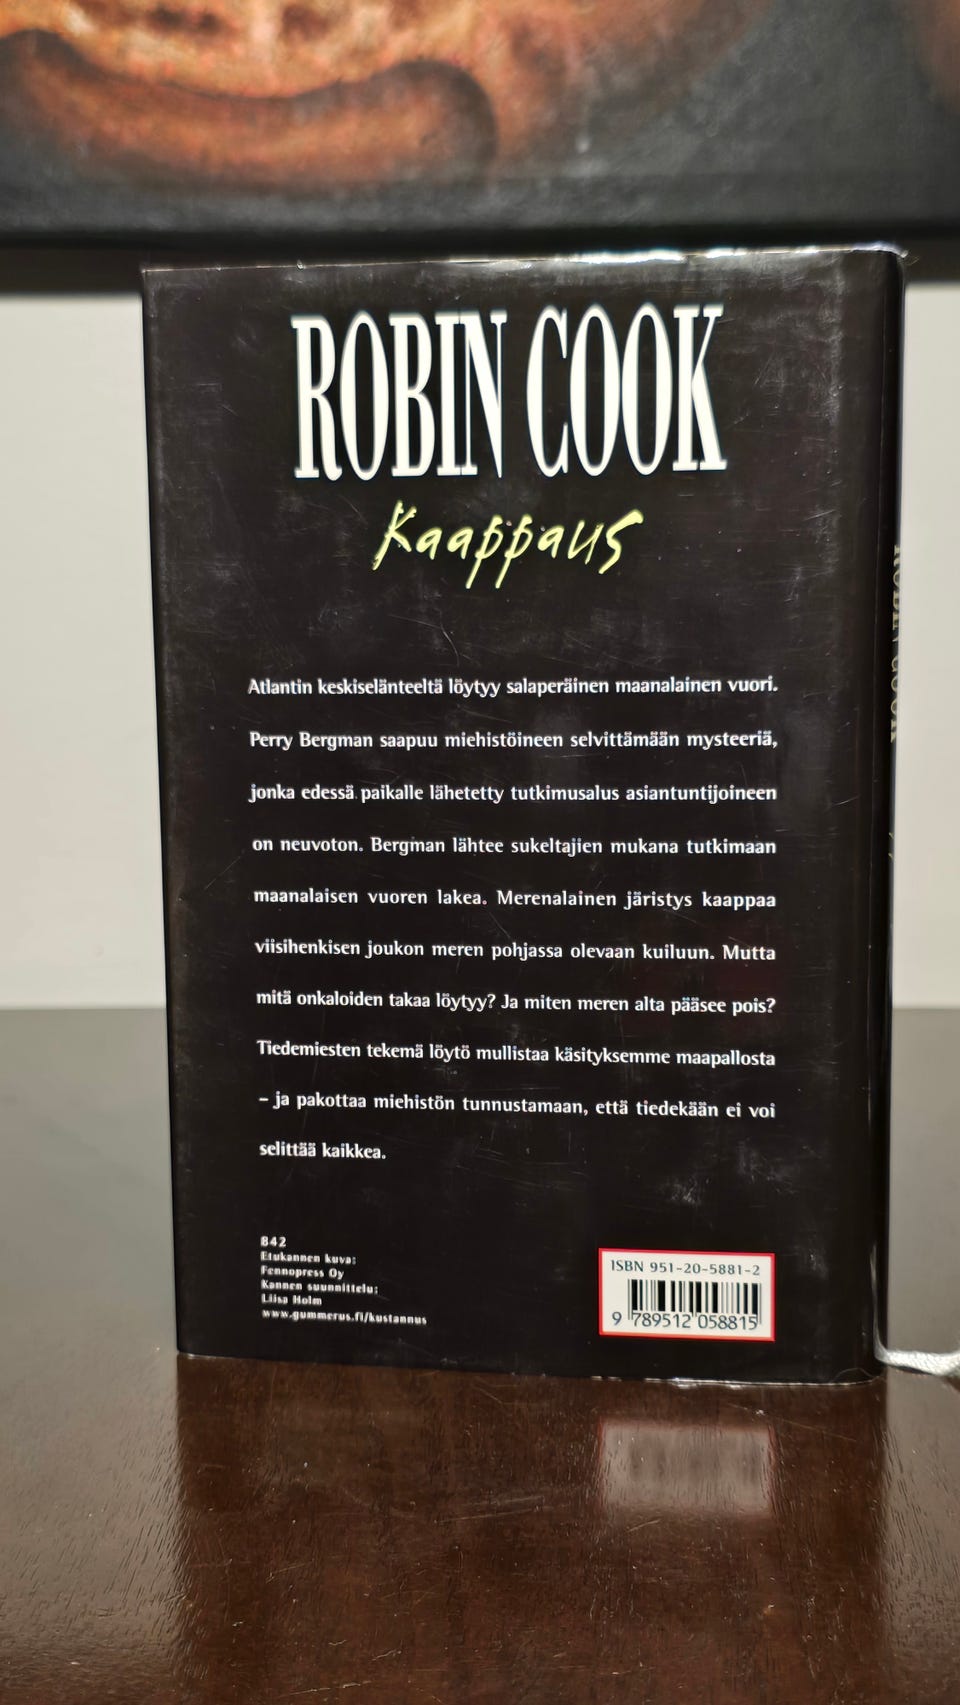 ROBIN COOK
Kaappaus
Atlantin keskiselänteeltä löytyy salaperäinen maanalainen vuori.
Perry Bergman saapuu miehistöineen selvittämään mysteeriä,
jonka edessä paikalle lähetetty tutkimusalus asiantuntijoineen
on neuvoton. Bergman lähtee sukeltajien mukana tutkimaan
maanalaisen vuoren lakea. Merenalainen järistys kaappaa
viisihenkisen joukon meren pohjassa olevaan kuiluun. Mutta
mitä onkaloiden takaa löytyy? Ja miten meren alta pääsee pois?
Tiedemiesten tekemä löytö mullistaa käsityksemme maapallosta
– ja pakottaa miehistön tunnustamaan, että tiedekään ei voi
selittää kaikkea.
842
Etukannen kuva:
Fennopress Oy
Kannen suunnittelu:
Liisa Holm
www.gummerus.fi/kustannus
ISBN 951-20-5881-2
9 789512 058815
ROBIN COOK